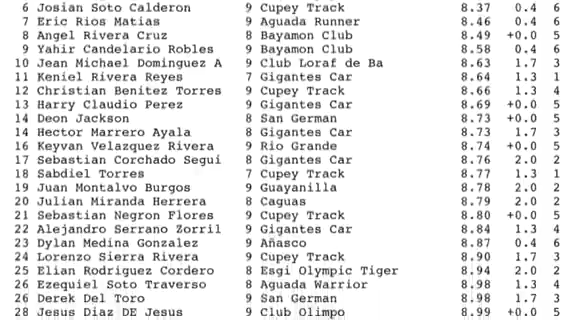 6 Josian Soto Calderon 9 Cupey Track 8.37 0.4 6
7 Eric Rios Matias 9 Aguada Runner 8.46 0.4 6
8 Angel Rivera Cruz 8 Bayamon Club 8.49 +0.0 5
9 Yahir Candelario Robles 9 Bayamon Club 8.58 0.4 6
10 Jean Michael Dominguez A 9 Club Loraf de Ba 8.63 1.7 3
11 Keniel Rivera Reyes 7 Gigantes Car 8.64 1.3 1
12 Christian Benitez Torres 9 Cupey Track 8.66 1.3 4
13 Harry Claudio Perez 9 Gigantes Car 8.69 +0.0 5
14 Deon Jackson 8 San German 8.73 +0.0 5
14 Hector Marrero Ayala 8 Gigantes Car 8.73 1.7 3
16 Keyvan Velazquez Rivera 9 Rio Grande 8.74 +0.0 5
17 Sebastian Corchado Segui 8 Gigantes Car 8.76 2.0 2
18 Sabdiel Torres 7 Cupey Track 8.77 1.3 1
19 Juan Montalvo Burgos 9 Guayanilla 8.78 2.0 2
20 Julian Miranda Herrera 8 Caguas 8.79 2.0 2
21 Sebastian Negron Flores 9 Cupey Track 8.80 +0.0 5
22 Alejandro Serrano Zorril 9 Gigantes Car 8.84 1.3 4
23 Dylan Medina Gonzalez 9 Añasco 8.87 0.4 6
24 Lorenzo Sierra Rivera 9 Cupey Track 8.90 1.7 3
25 Elian Rodriguez Cordero 8 Esgi Olympic Tiger 8.94 2.0 2
26 Ezequiel Soto Traverso 8 Aguada Warrior 8.98 1.3 4
26 Derek Del Toro 9 San German 8.98 1.7 3
28 Jesus Diaz DE Jesus 9 Club Olimpo 8.99 +0.0 5